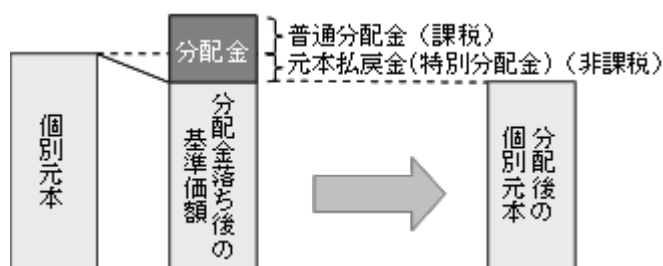 分配金
普通分配金（課税）
元本払戻金(特別分配金)（非課税）
個別元本
分配金落ち後の
基準価額
分配後の
個別元本